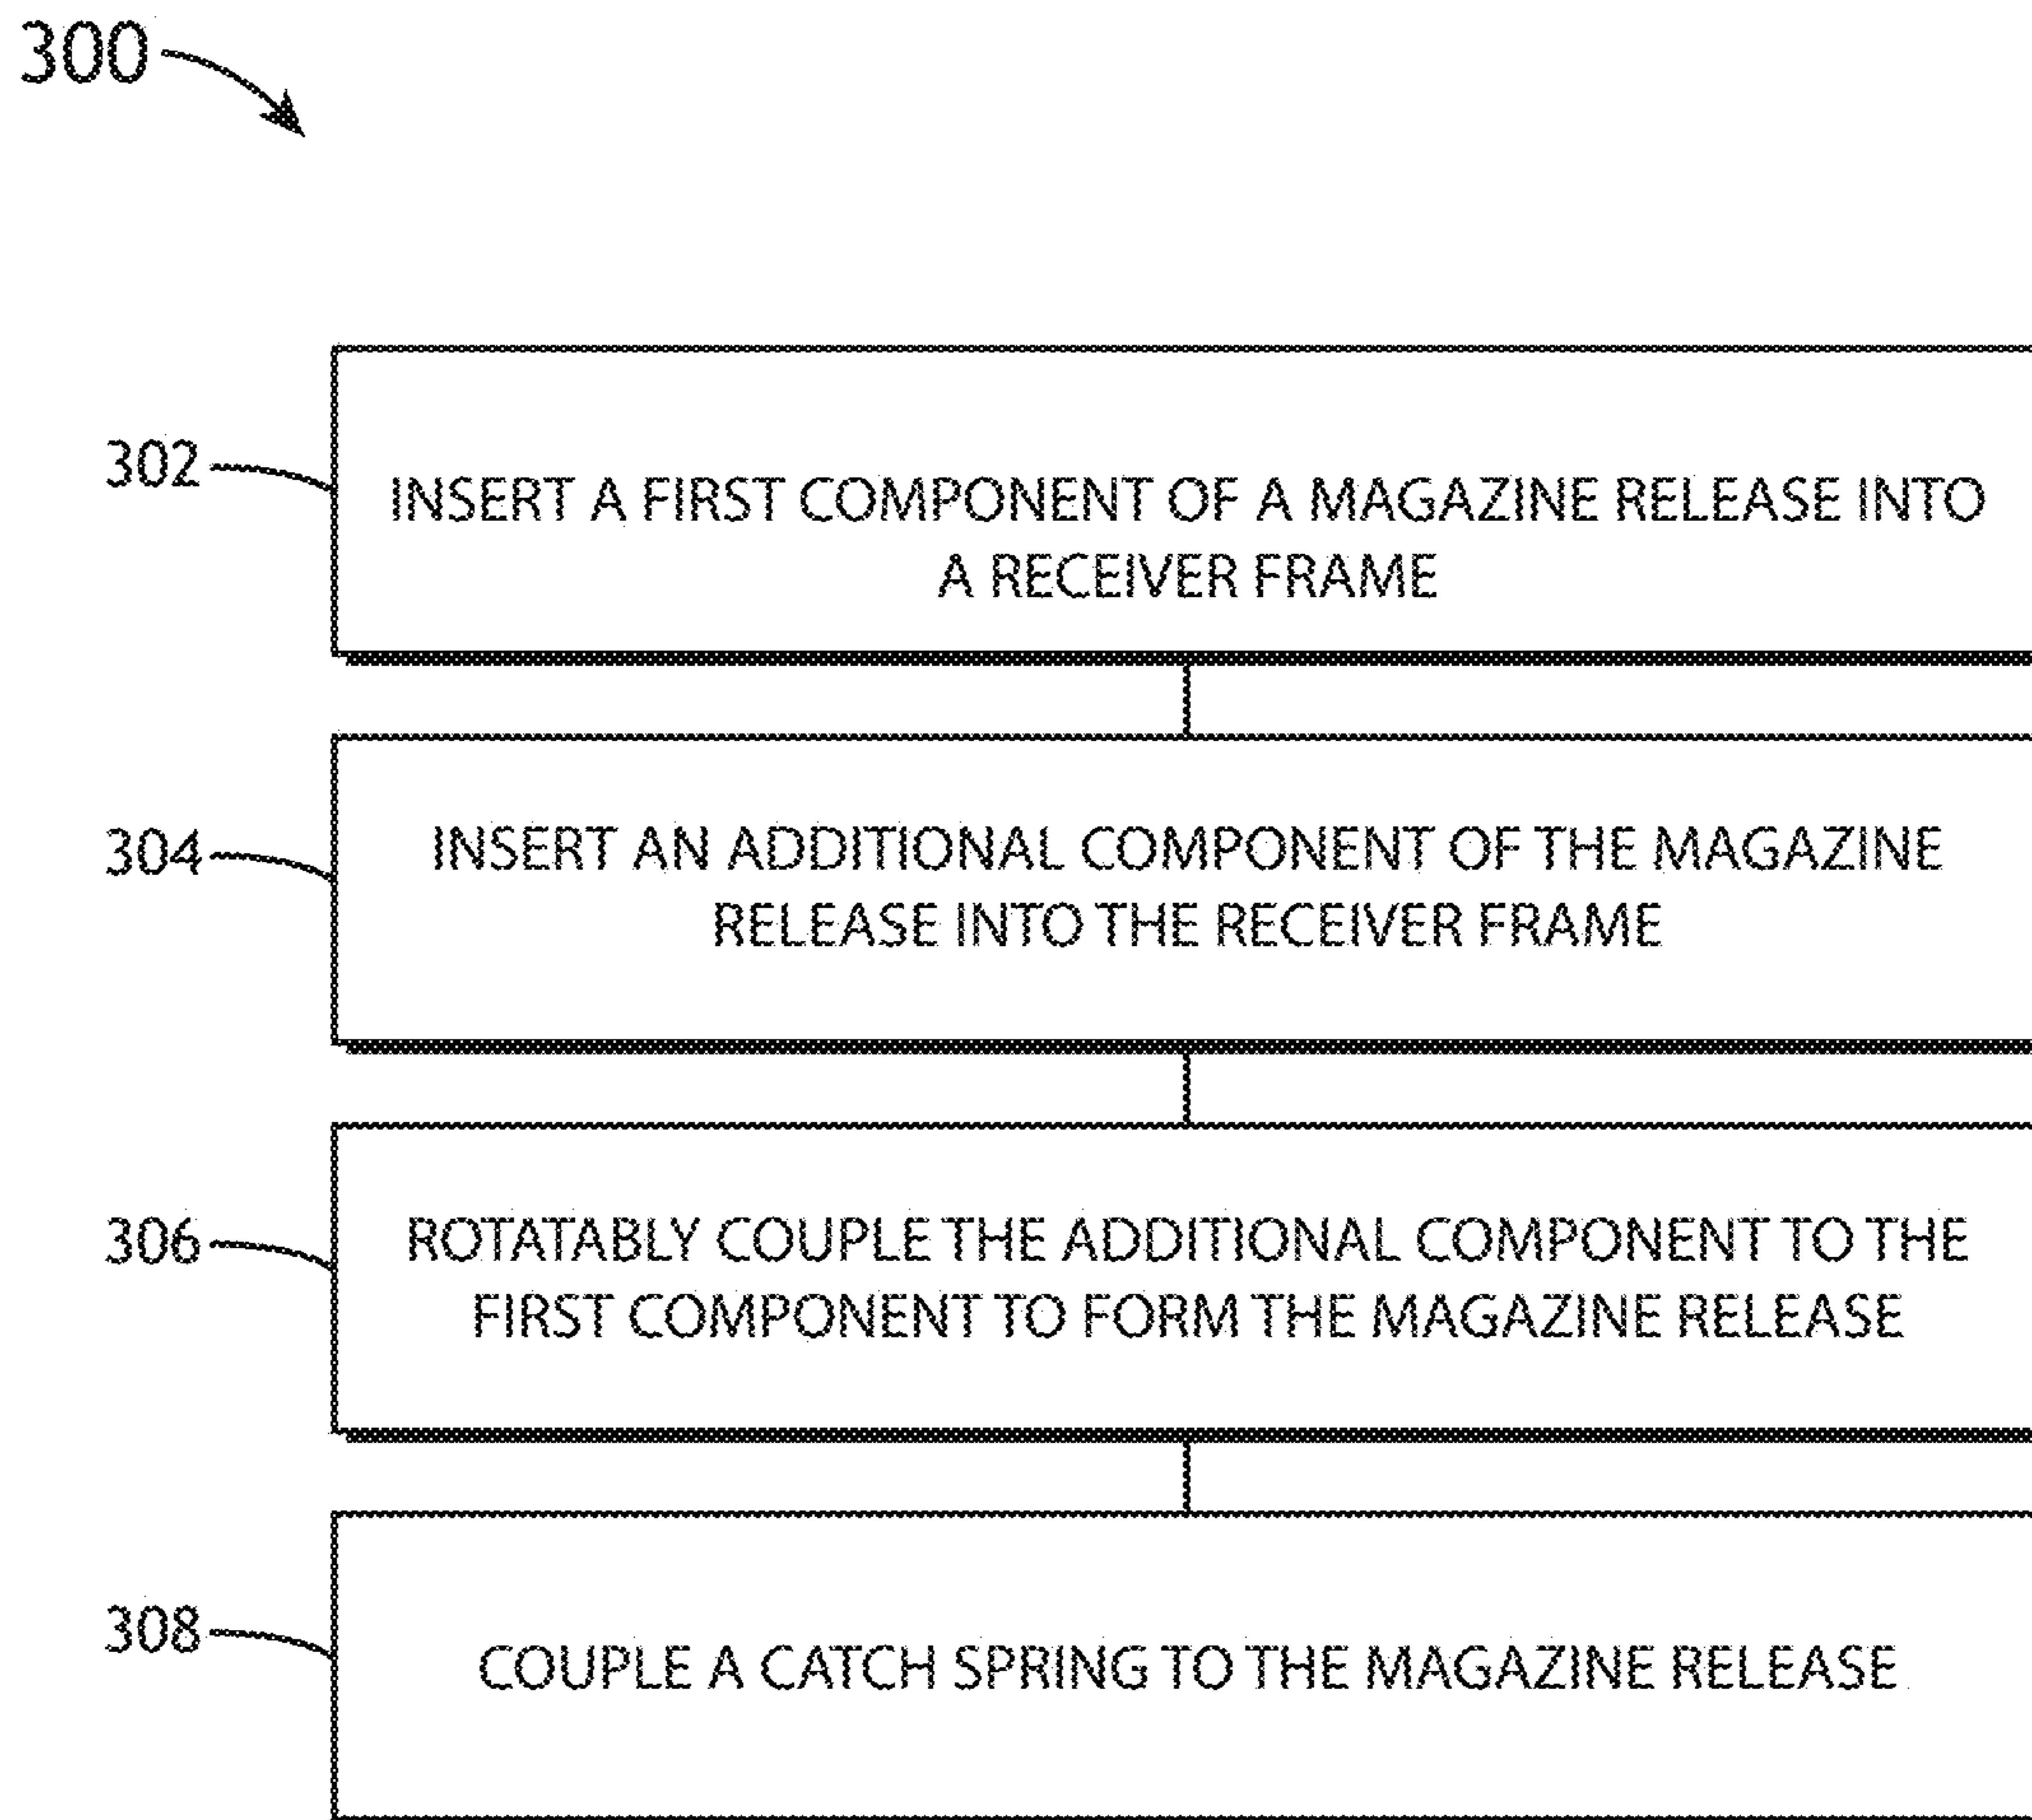 300
302
INSERT A FIRST COMPONENT OF A MAGAZINE RELEASE INTO
A RECEIVER FRAME
304
INSERT AN ADDITIONAL COMPONENT OF THE MAGAZINE
RELEASE INTO THE RECEIVER FRAME
306
ROTATABLY COUPLE THE ADDITIONAL COMPONENT TO THE
FIRST COMPONENT TO FORM THE MAGAZINE RELEASE
308
COUPLE A CATCH SPRING TO THE MAGAZINE RELEASE